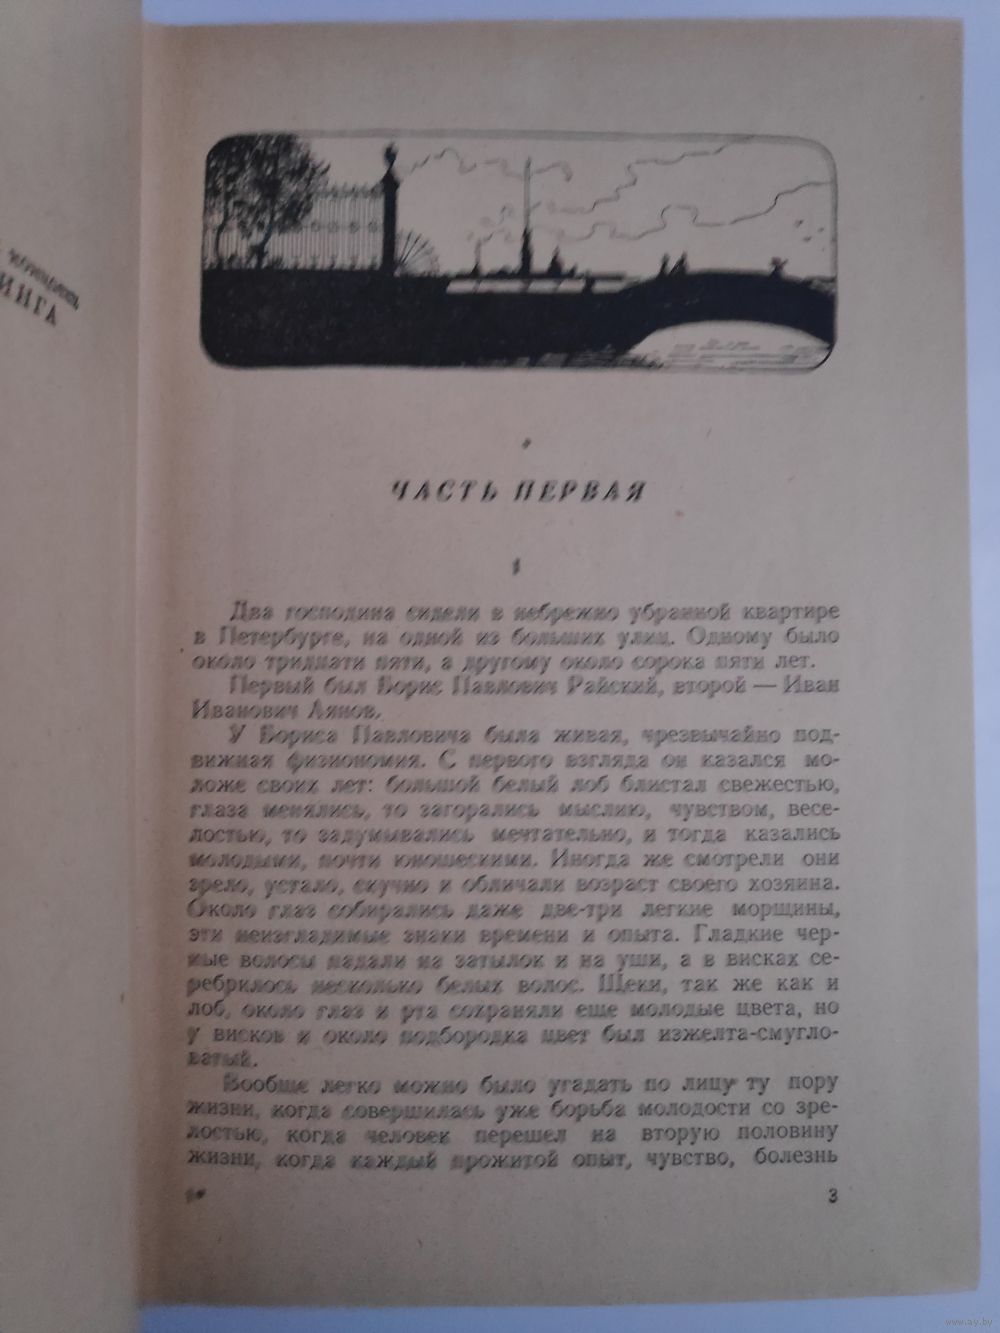 ИНГА
ЧАСТЬ ПЕРВАЯ
1
Два господина сидели в небрежно убранной квартире
в Петербурге, на одной из больших улиц. Одному было
около тридцати пяти, а другому около сорока пяти лет.
Первый был Борис Павлович Райский, второй — Иван
Иванович Аянов.
У Бориса Павловича была живая, чрезвычайно под-
вижная физиономия. С первого взгляда он казался мо-
ложе своих лет: большой белый лоб блистал свежестью,
глаза менялись, то загорались мыслию, чувством, весе-
лостью, то задумывались мечтательно, и тогда казались
молодыми, почти юношескими. Иногда же смотрели они
зрело, устало, скучно и обличали возраст своего хозяина.
Около глаз собирались даже две-три легкие морщины,
эти неизгладимые знаки времени и опыта. Гладкие чер-
ные волосы падали на затылок и на уши, а в висках се-
ребрилось несколько белых волос. Щеки, так же как и
лоб, около глаз и рта сохраняли еще молодые цвета, но
у висков и около подбородка цвет был изжелта-смугло-
ватый.
Вообще легко можно было угадать по лицу ту пору
жизни, когда совершилась уже борьба молодости со зре-
лостью, когда человек перешел на вторую половину
жизни, когда каждый прожитой опыт, чувство, болезнь
1*
3
www.ay.by